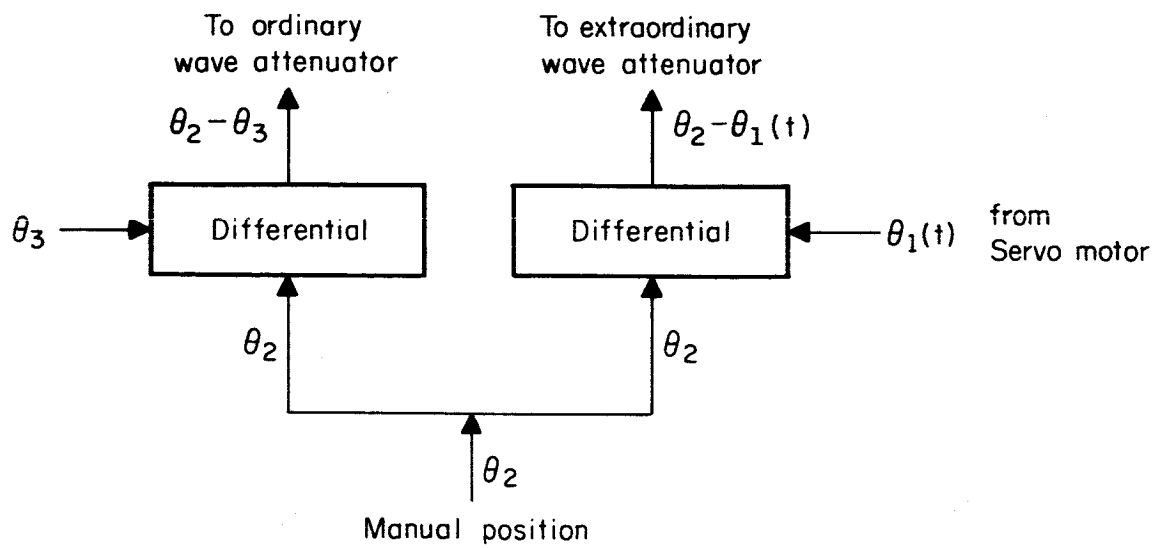 To ordinary
wave attenuator
To extraordinary
wave attenuator
θ2 – θ3
θ2 – θ1(t)
θ3
Differential
Differential
θ1(t)
from
Servo motor
θ2
θ2
θ2
Manual position